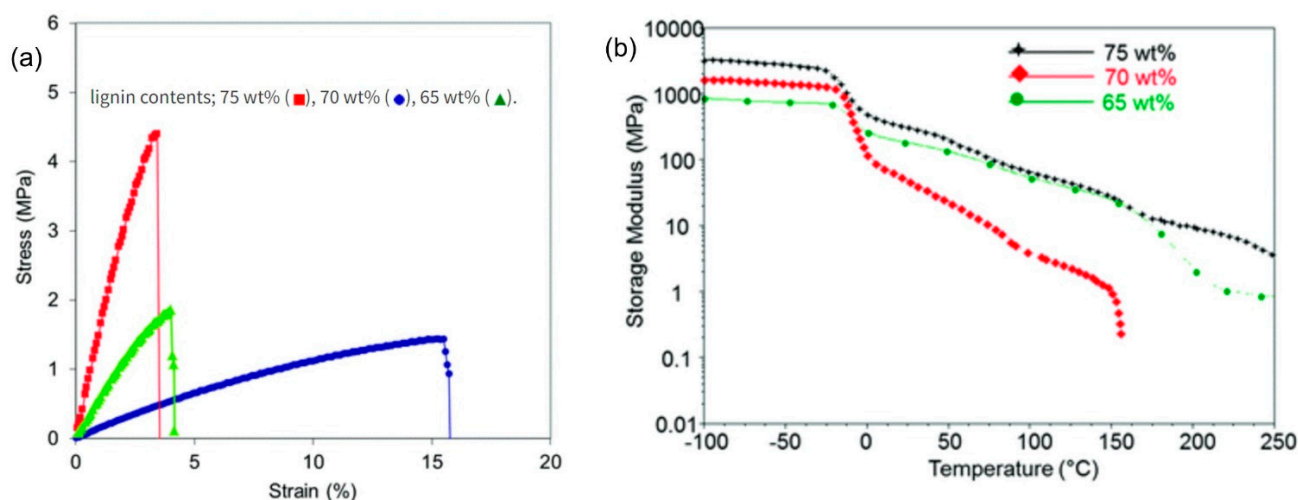 (a)
6
5
4
3
2
1
0
Stress (MPa)
lignin contents; 75 wt% (■), 70 wt% (●), 65 wt% (▲).
0 5 10 15 20
Strain (%)
(b)
10000
1000
100
10
1
0.1
0.01
Storage Modulus (MPa)
75 wt%
70 wt%
65 wt%
-100 -50 0 50 100 150 200 250
Temperature (°C)